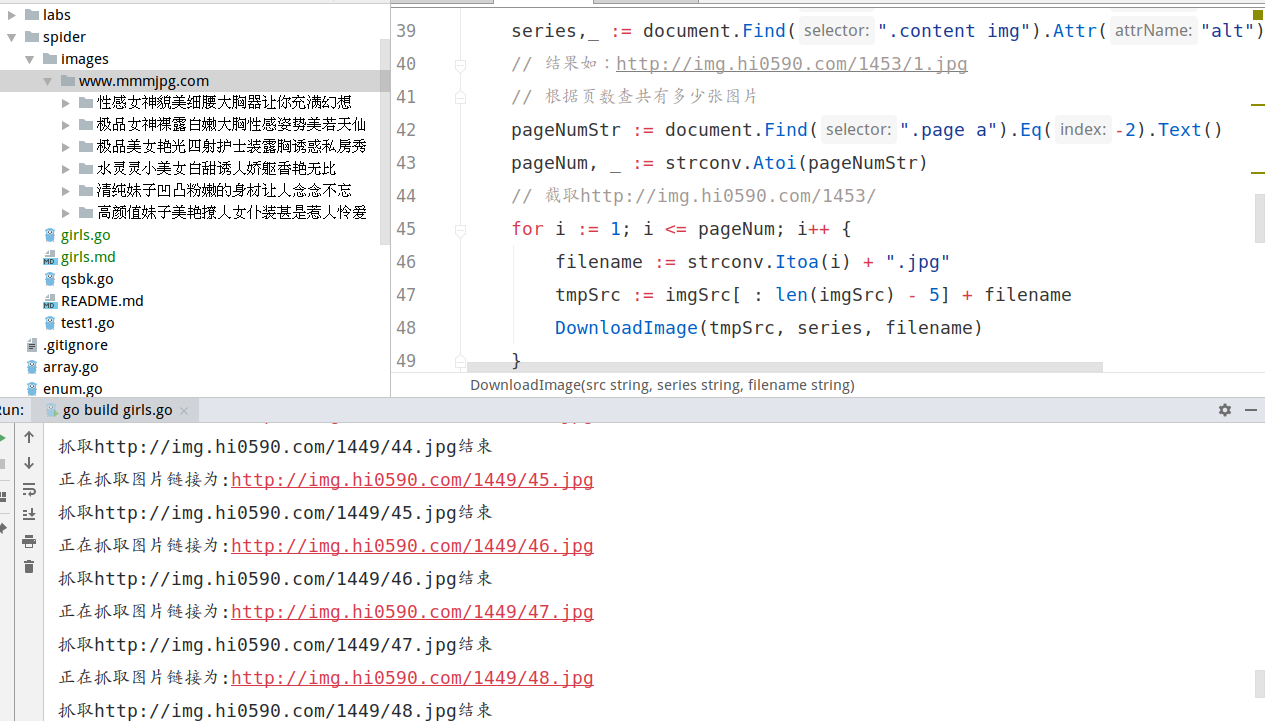 labs
spider
images
www.mmmjpg.com
性感女神貌美细腰大胸器让你充满幻想
极品女神裸露白嫩大胸性感姿势美若天仙
极品美女艳光四射护士装露胸诱惑私房秀
水灵灵小美女白甜诱人娇躯香艳无比
清纯妹子凹凸粉嫩的身材让人念念不忘
高颜值妹子美艳撩人女仆装甚是惹人怜爱
girls.go
girls.md
qsbk.go
README.md
test1.go
.gitignore
array.go
enum.go
39 series,_ := document.Find( selector: ".content img").Attr( attrName: "alt")
40 // 结果如：http://img.hi0590.com/1453/1.jpg
41 // 根据页数查共有多少张图片
42 pageNumStr := document.Find( selector: ".page a").Eq( index: -2).Text()
43 pageNum, _ := strconv.Atoi(pageNumStr)
44 // 截取http://img.hi0590.com/1453/
45 for i := 1; i <= pageNum; i++ {
46 filename := strconv.Itoa(i) + ".jpg"
47 tmpSrc := imgSrc[ : len(imgSrc) - 5] + filename
48 DownloadImage(tmpSrc, series, filename)
49 }
DownloadImage(src string, series string, filename string)
un: go build girls.go
抓取http://img.hi0590.com/1449/44.jpg结束
正在抓取图片链接为:http://img.hi0590.com/1449/45.jpg
抓取http://img.hi0590.com/1449/45.jpg结束
正在抓取图片链接为:http://img.hi0590.com/1449/46.jpg
抓取http://img.hi0590.com/1449/46.jpg结束
正在抓取图片链接为:http://img.hi0590.com/1449/47.jpg
抓取http://img.hi0590.com/1449/47.jpg结束
正在抓取图片链接为:http://img.hi0590.com/1449/48.jpg
抓取http://img.hi0590.com/1449/48.jpg结束